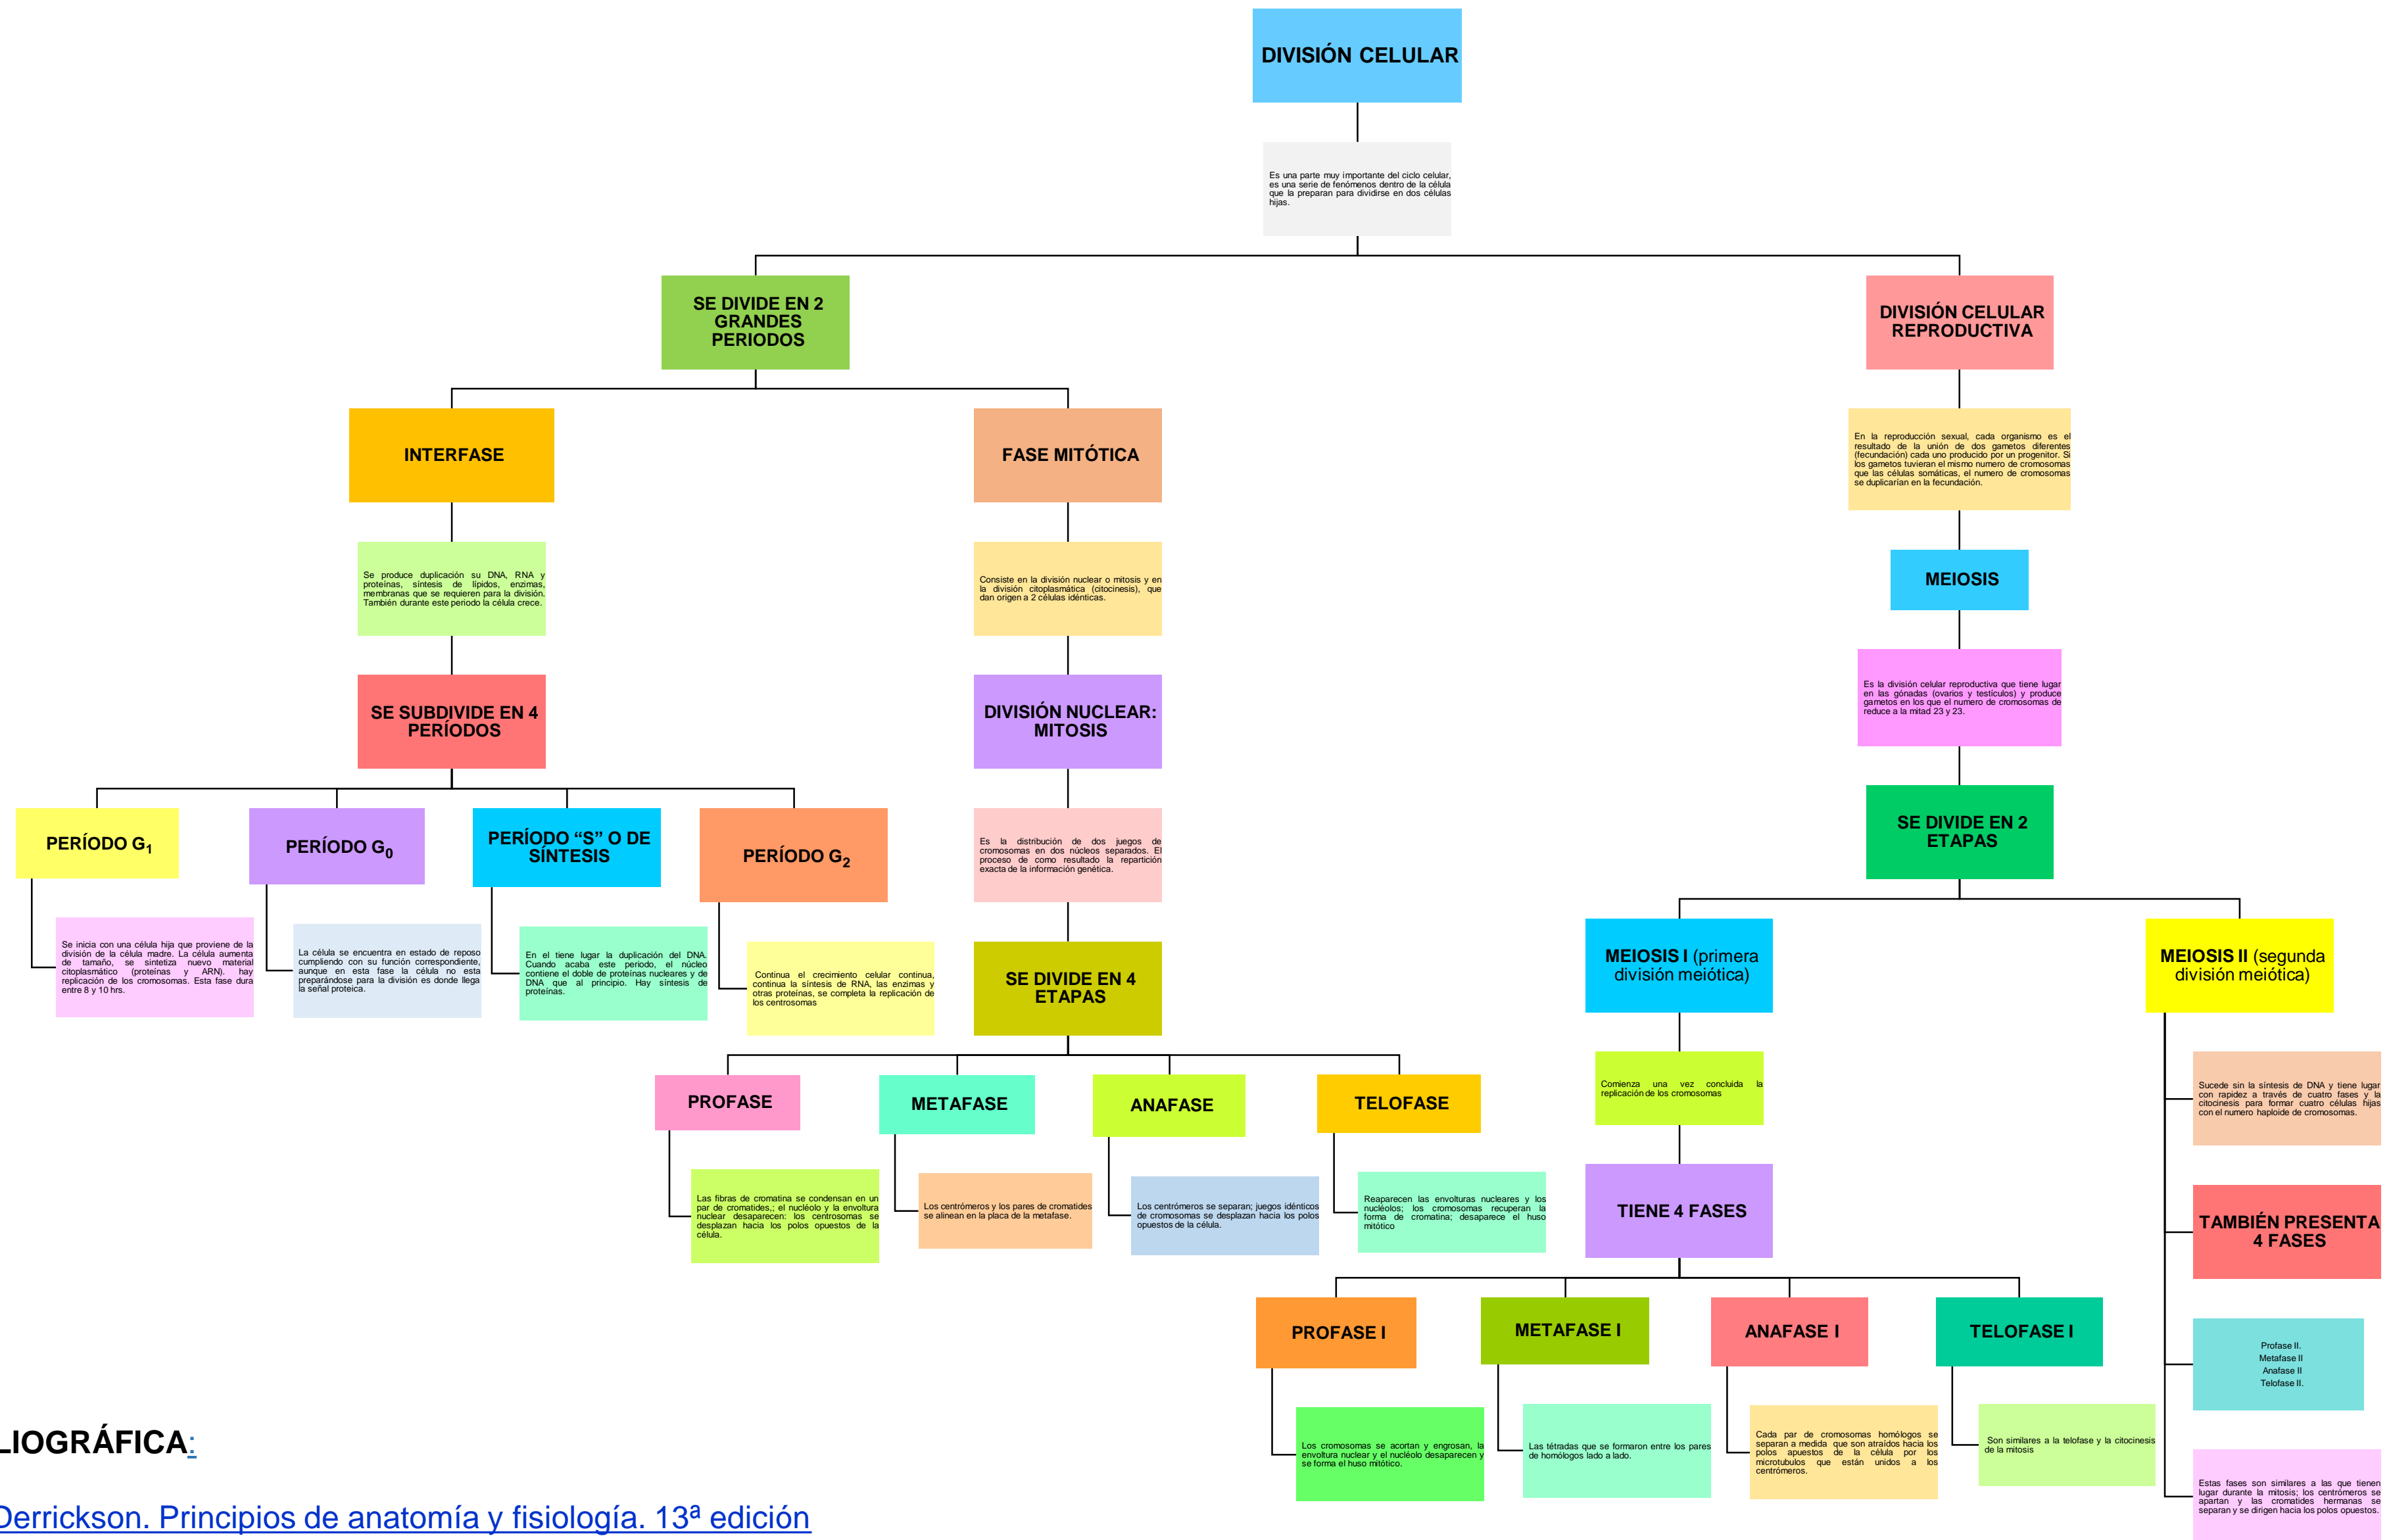 DIVISIÓN CELULAR
Es una parte muy importante del ciclo celular,
es una serie de fenómenos dentro de la célula
que la preparan para dividirse en dos células
hijas.
SE DIVIDE EN 2
GRANDES
PERIODOS
DIVISIÓN CELULAR
REPRODUCTIVA
INTERFASE
FASE MITÓTICA
En la reproducción sexual, cada organismo es el
resultado de la unión de dos gametos diferentes
(fecundación) cada uno producido por un progenitor. Si
los gametos tuvieran el mismo numero de cromosomas
que las células somáticas, el numero de cromosomas
se duplicarían en la fecundación.
Se produce duplicación su DNA, RNA y
proteínas, síntesis de lípidos, enzimas,
membranas que se requieren para la división.
También durante este periodo la célula crece.
Consiste en la división nuclear o mitosis y en
la división citoplasmática (citocinesis), que
dan origen a 2 células idénticas.
MEIOSIS
SE SUBDIVIDE EN 4
PERÍODOS
DIVISIÓN NUCLEAR:
MITOSIS
Es la división celular reproductiva que tiene lugar
en las gónadas (ovarios y testículos) y produce
gametos en los que el numero de cromosomas de
reduce a la mitad 23 y 23.
PERÍODO G1
PERÍODO G0
PERÍODO “S” O DE
SÍNTESIS
PERÍODO G2
Es la distribución de dos juegos de
cromosomas en dos núcleos separados. El
proceso de como resultado la repartición
exacta de la información genética.
SE DIVIDE EN 2
ETAPAS
Se inicia con una célula hija que proviene de la
división de la célula madre. La célula aumenta
de tamaño, se sintetiza nuevo material
citoplasmático (proteínas y ARN). hay
replicación de los cromosomas. Esta fase dura
entre 8 y 10 hrs.
La célula se encuentra en estado de reposo
cumpliendo con su función correspondiente,
aunque en esta fase la célula no esta
preparándose para la división es donde llega
la señal proteica.
En el tiene lugar la duplicación del DNA.
Cuando acaba este periodo, el núcleo
contiene el doble de proteínas nucleares y de
DNA que al principio. Hay síntesis de
proteínas.
Continua el crecimiento celular continua,
continua la síntesis de RNA, las enzimas y
otras proteínas, se completa la replicación de
los centrosomas
SE DIVIDE EN 4
ETAPAS
MEIOSIS I (primera
división meiótica)
MEIOSIS II (segunda
división meiótica)
PROFASE
METAFASE
ANAFASE
TELOFASE
Comienza una vez concluida la
replicación de los cromosomas
Sucede sin la síntesis de DNA y tiene lugar
con rapidez a través de cuatro fases y la
citocinesis para formar cuatro células hijas
con el numero haploide de cromosomas.
Las fibras de cromatina se condensan en un
par de cromatides,; el nucléolo y la envoltura
nuclear desaparecen: los centrosomas se
desplazan hacia los polos opuestos de la
célula.
Los centrómeros y los pares de cromatides
se alinean en la placa de la metafase.
Los centrómeros se separan; juegos idénticos
de cromosomas se desplazan hacia los polos
opuestos de la célula.
Reaparecen las envolturas nucleares y los
nucléolos; los cromosomas recuperan la
forma de cromatina; desaparece el huso
mitótico
TIENE 4 FASES
TAMBIÉN PRESENTA
4 FASES
PROFASE I
METAFASE I
ANAFASE I
TELOFASE I
Profase II.
Metafase II
Anafase II
Telofase II.
Los cromosomas se acortan y engrosan, la
envoltura nuclear y el nucléolo desaparecen y
se forma el huso mitótico.
Las tétradas que se formaron entre los pares
de homólogos lado a lado.
Cada par de cromosomas homólogos se
separan a medida que son atraídos hacia los
polos apuestos de la célula por los
microtubulos que están unidos a los
centrómeros.
Son similares a la telofase y la citocinesis
de la mitosis
Estas fases son similares a las que tienen
lugar durante la mitosis; los centrómeros se
apartan y las cromatides hermanas se
separan y se dirigen hacia los polos opuestos.
LIOGRÁFICA:
Derrickson. Principios de anatomía y fisiología. 13ª edición